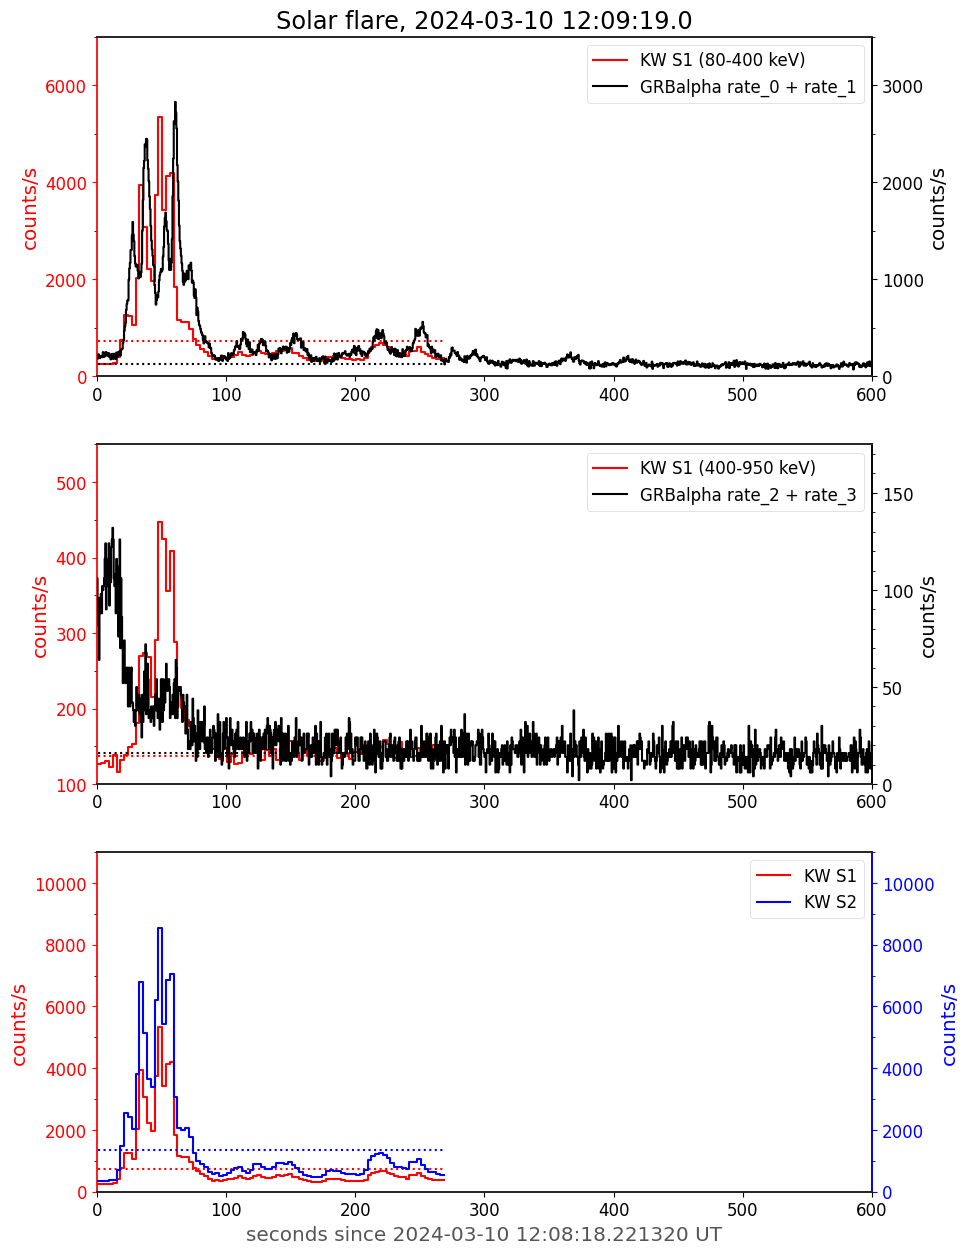 Solar flare, 2024-03-10 12:09:19.0
KW S1 (80-400 keV)
GRBalpha rate_0 + rate_1
counts/s
6000
4000
2000
0
3000
2000
1000
0
counts/s
0 100 200 300 400 500 600
KW S1 (400-950 keV)
GRBalpha rate_2 + rate_3
counts/s
500
400
300
200
100
150
100
50
0
counts/s
0 100 200 300 400 500 600
KW S1
KW S2
counts/s
10000
8000
6000
4000
2000
0
10000
8000
6000
4000
2000
0
counts/s
0 100 200 300 400 500 600
seconds since 2024-03-10 12:08:18.221320 UT